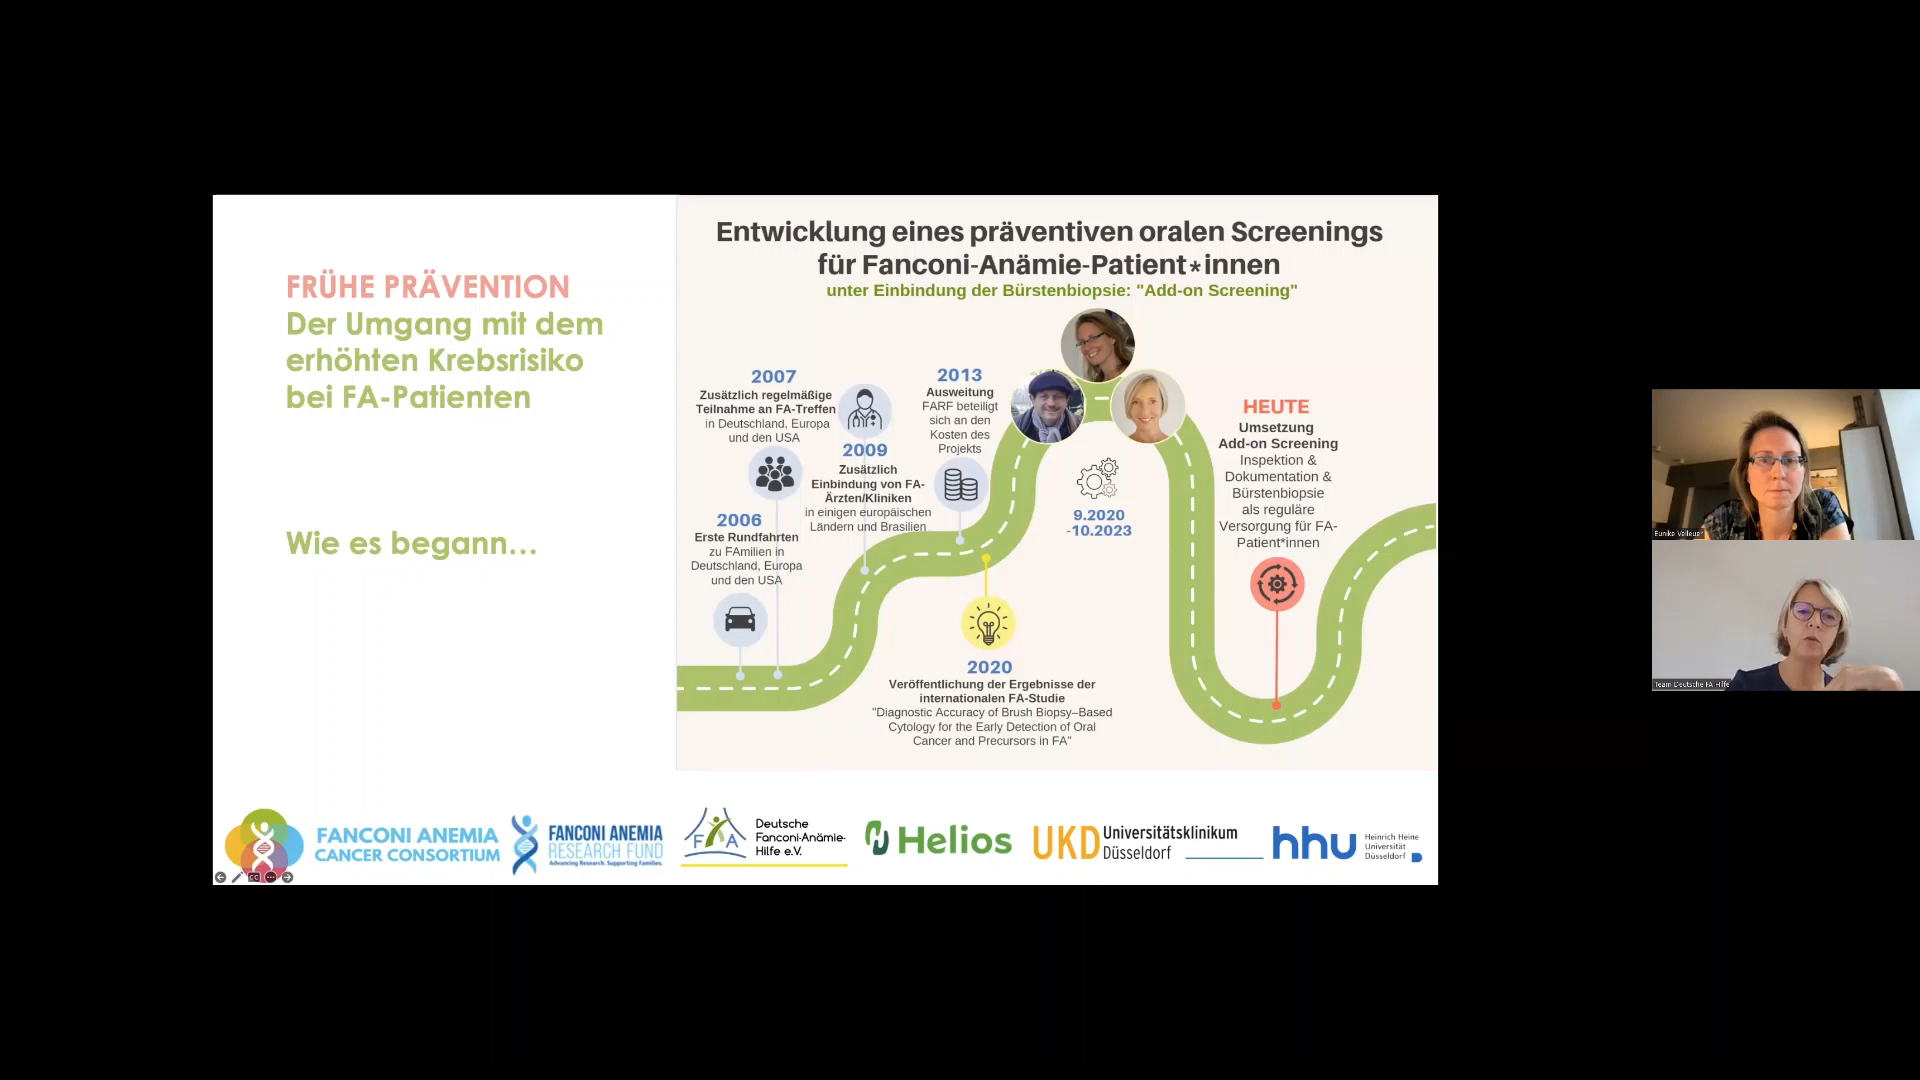 FRÜHE PRÄVENTION
Der Umgang mit dem
erhöhten Krebsrisiko
bei FA-Patienten
Wie es begann...
Entwicklung eines präventiven oralen Screenings
für Fanconi-Anämie-Patient*innen
unter Einbindung der Bürstenbiopsie: "Add-on Screening"
2006
Erste Rundfahrten
zu FAmilien in
Deutschland, Europa
und den USA
2007
Zusätzlich regelmäßige
Teilnahme an FA-Treffen
in Deutschland, Europa
und den USA
2009
Zusätzlich
Einbindung von FA-
Ärzten/Kliniken
in einigen europäischen
Ländern und Brasilien
2013
Ausweitung
FARF beteiligt
sich an den
Kosten des
Projekts
2020
Veröffentlichung der Ergebnisse der
internationalen FA-Studie
"Diagnostic Accuracy of Brush Biopsy–Based
Cytology for the Early Detection of Oral
Cancer and Precursors in FA"
9.2020
-10.2023
HEUTE
Umsetzung
Add-on Screening
Inspektion &
Dokumentation &
Bürstenbiopsie
als reguläre
Versorgung für FA-
Patient*innen
FANCONI ANEMIA
CANCER CONSORTIUM
FANCONI ANEMIA
RESEARCH FUND
Advancing Research. Supporting Families.
F A
Deutsche
Fanconi-Anämie-
Hilfe e.V.
Helios
UKD Universitätsklinikum
Düsseldorf
hhu
Heinrich Heine
Universität
Düsseldorf
CC
Eunike Velleuer
Team Deutsche FA-Hilfe